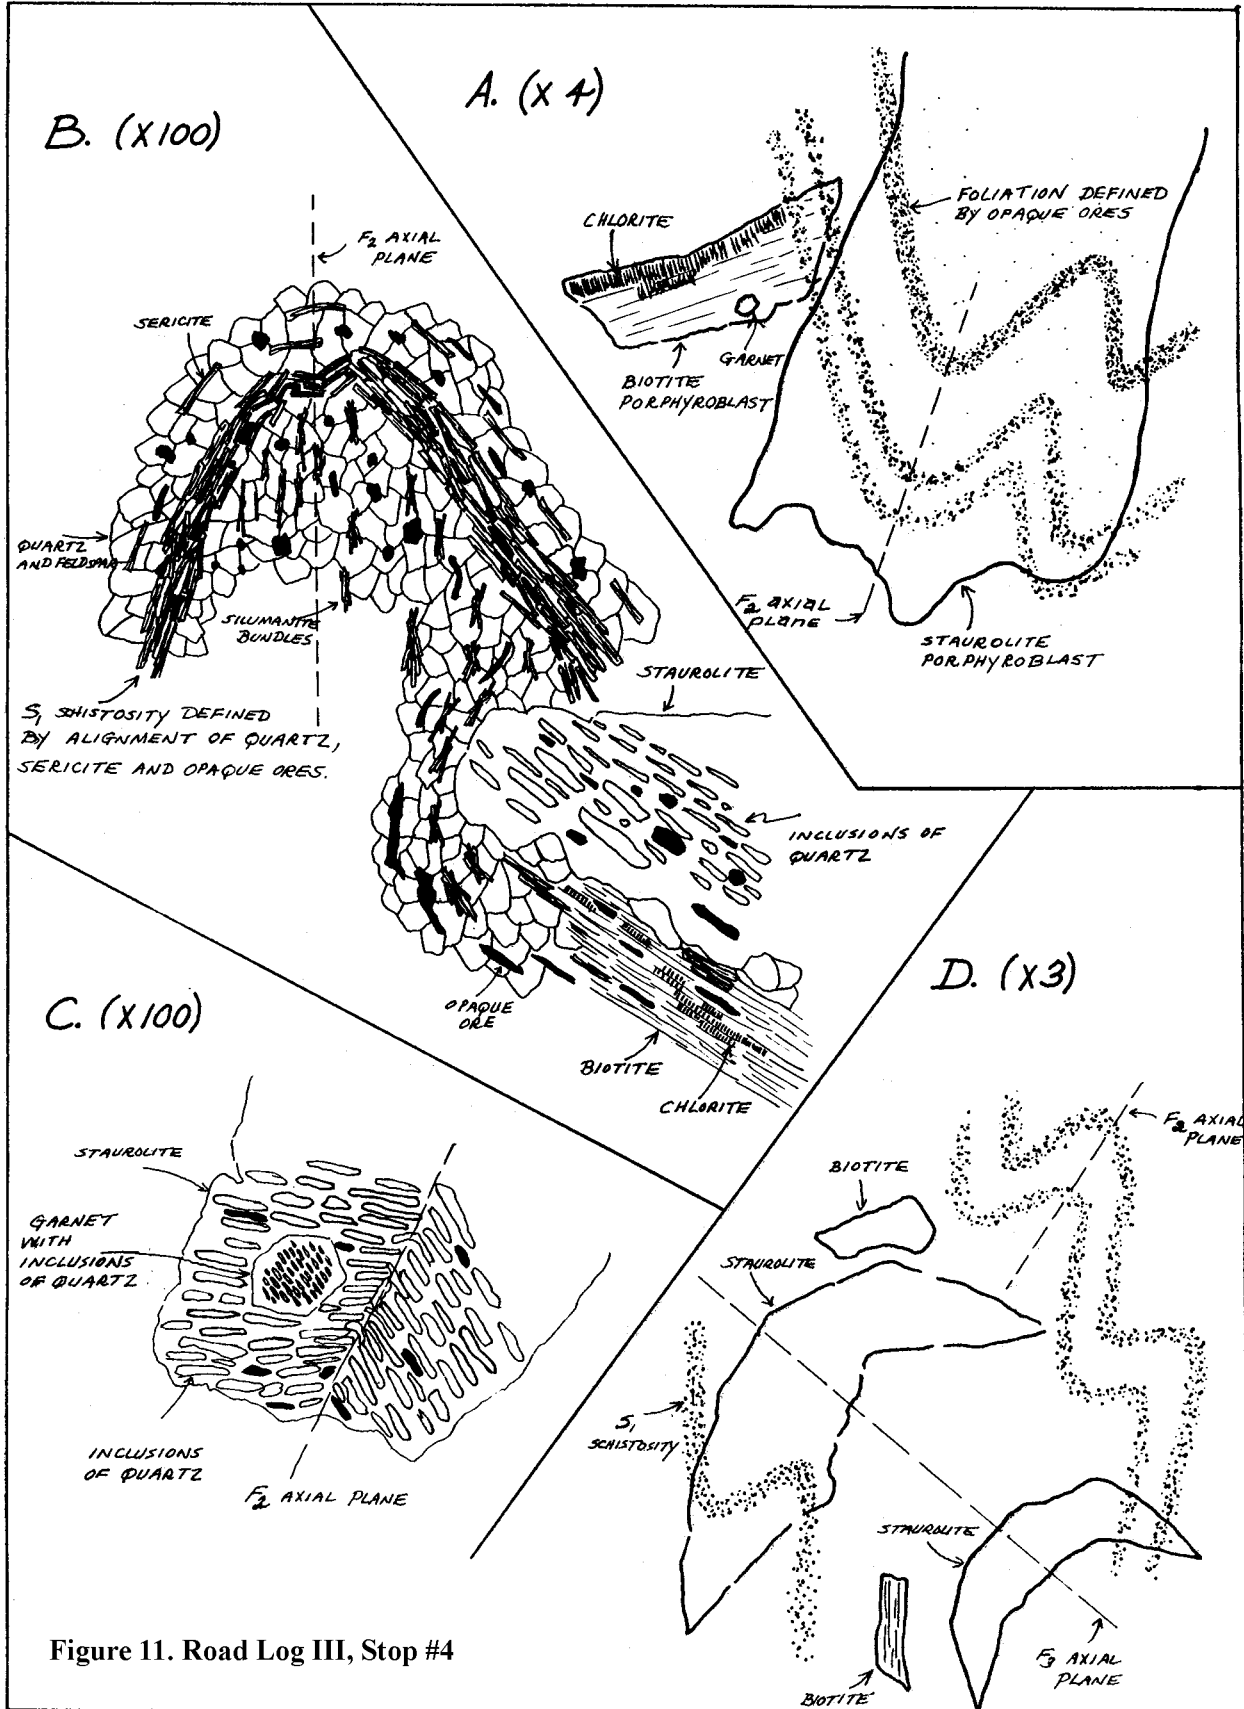 A. (X 4)
B. (X100)
F2 AXIAL
PLANE
SERICITE
QUARTZ
AND FELDSPAR
SILLIMANITE
BUNDLES
S1 SCHISTOSITY DEFINED
BY ALIGNMENT OF QUARTZ,
SERICITE AND OPAQUE ORES.
STAUROLITE
INCLUSIONS OF
QUARTZ
OPAQUE
ORE
BIOTITE
CHLORITE
CHLORITE
FOLIATION DEFINED
BY OPAQUE ORES
GARNET
BIOTITE
PORPHYROBLAST
F2 axial
plane
STAUROLITE
PORPHYROBLAST
C. (X100)
STAUROLITE
GARNET
WITH
INCLUSIONS
OF QUARTZ
INCLUSIONS
OF QUARTZ
F2 AXIAL PLANE
D. (X3)
F2 AXIAL
PLANE
BIOTITE
STAUROLITE
S1
SCHISTOSITY
STAUROLITE
F3 AXIAL
PLANE
BIOTITE
Figure 11. Road Log III, Stop #4